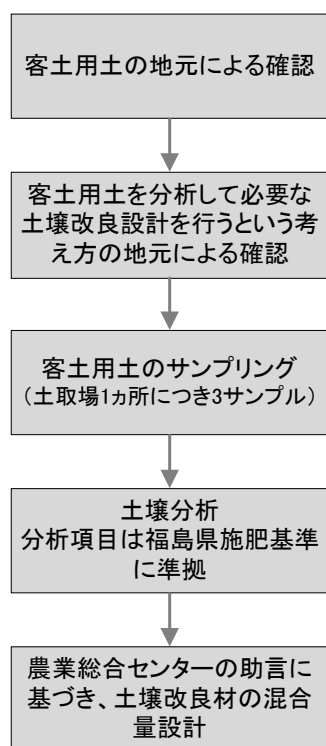 客土用土の地元による確認
客土用土を分析して必要な
土壌改良設計を行うという考
え方の地元による確認
客土用土のサンプリング
（土取場1ヵ所につき3サンプル）
土壌分析
分析項目は福島県施肥基準
に準拠
農業総合センターの助言に
基づき、土壌改良材の混合
量設計